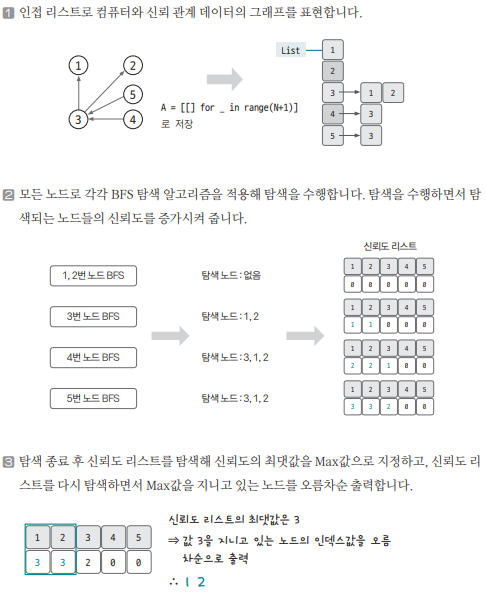 1 인접 리스트로 컴퓨터와 신뢰 관계 데이터의 그래프를 표현합니다.
1
2
5
3
4
A = [[] for _ in range(N+1)]
로 저장
List
1
2
3 1 2
4 3
5 3
2 모든 노드로 각각 BFS 탐색 알고리즘을 적용해 탐색을 수행합니다. 탐색을 수행하면서 탐
색되는 노드들의 신뢰도를 증가시켜 줍니다.
신뢰도 리스트
1, 2번 노드 BFS
탐색 노드 : 없음
1 2 3 4 5
0 0 0 0 0
3번 노드 BFS
탐색 노드 : 1, 2
1 2 3 4 5
1 1 0 0 0
4번 노드 BFS
탐색 노드 : 3, 1, 2
1 2 3 4 5
2 2 1 0 0
5번 노드 BFS
탐색 노드 : 3, 1, 2
1 2 3 4 5
3 3 2 0 0
3 탐색 종료 후 신뢰도 리스트를 탐색해 신뢰도의 최댓값을 Max값으로 지정하고, 신뢰도 리
스트를 다시 탐색하면서 Max값을 지니고 있는 노드를 오름차순 출력합니다.
1 2 3 4 5
3 3 2 0 0
신뢰도 리스트의 최댓값은 3
⇒ 값 3을 지니고 있는 노드의 인덱스값을 오름
차순으로 출력
∴ 1 2